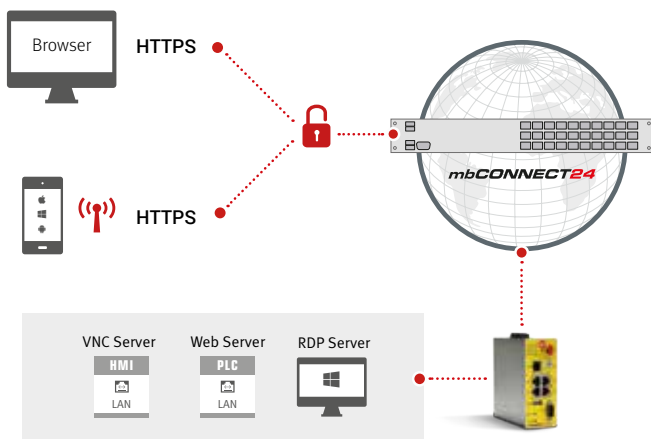 Browser
HTTPS
mbCONNECT24
HTTPS
VNC Server
Web Server
RDP Server
HMI
PLC
LAN
LAN